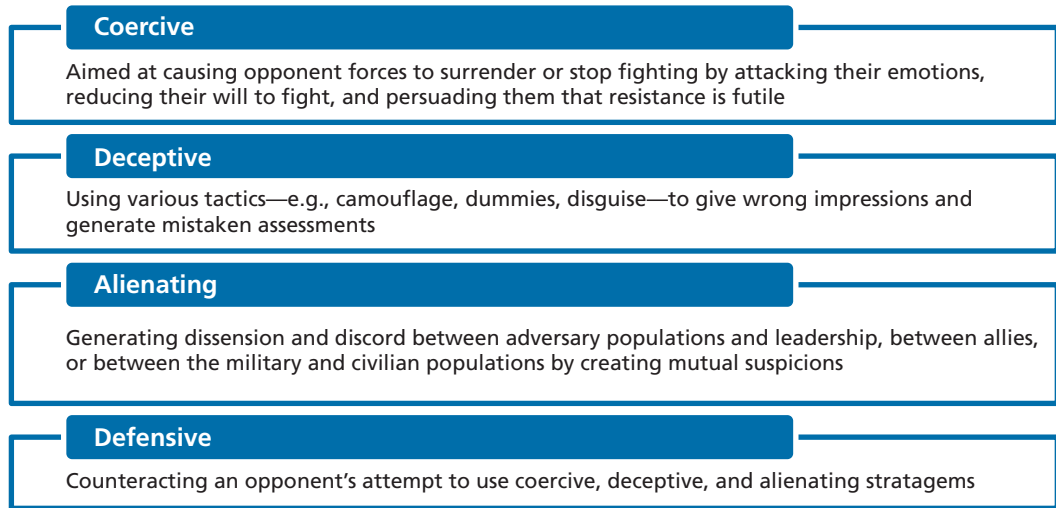 Coercive
Aimed at causing opponent forces to surrender or stop fighting by attacking their emotions,
reducing their will to fight, and persuading them that resistance is futile
Deceptive
Using various tactics—e.g., camouflage, dummies, disguise—to give wrong impressions and
generate mistaken assessments
Alienating
Generating dissension and discord between adversary populations and leadership, between allies,
or between the military and civilian populations by creating mutual suspicions
Defensive
Counteracting an opponent’s attempt to use coercive, deceptive, and alienating stratagems